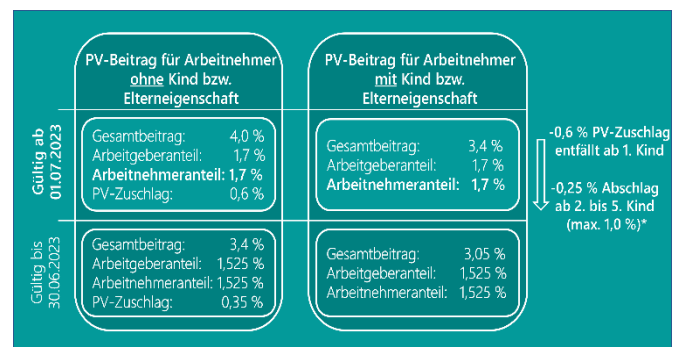 PV-Beitrag für Arbeitnehmer
ohne Kind bzw.
Elterneigenschaft
PV-Beitrag für Arbeitnehmer
mit Kind bzw.
Elterneigenschaft
Gültig ab
01.07.2023
Gesamtbeitrag: 4,0 %
Arbeitgeberanteil: 1,7 %
Arbeitnehmeranteil: 1,7 %
PV-Zuschlag: 0,6 %
Gesamtbeitrag: 3,4 %
Arbeitgeberanteil: 1,7 %
Arbeitnehmeranteil: 1,7 %
-0,6 % PV-Zuschlag
entfällt ab 1. Kind
-0,25 % Abschlag
ab 2. bis 5. Kind
(max. 1,0 %)*
Gültig bis
30.06.2023
Gesamtbeitrag: 3,4 %
Arbeitgeberanteil: 1,525 %
Arbeitnehmeranteil: 1,525 %
PV-Zuschlag: 0,35 %
Gesamtbeitrag: 3,05 %
Arbeitgeberanteil: 1,525 %
Arbeitnehmeranteil: 1,525 %